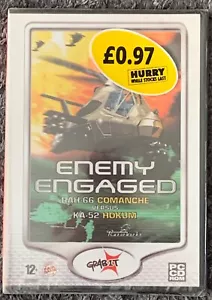 £0.97
HURRY
WHILE STOCKS LAST
ENEMY
ENGAGED
RAH-66 COMANCHE
VERSUS
KA-52 HOKUM
Razorworks
12+
GRAB IT
PC
CD
ROM